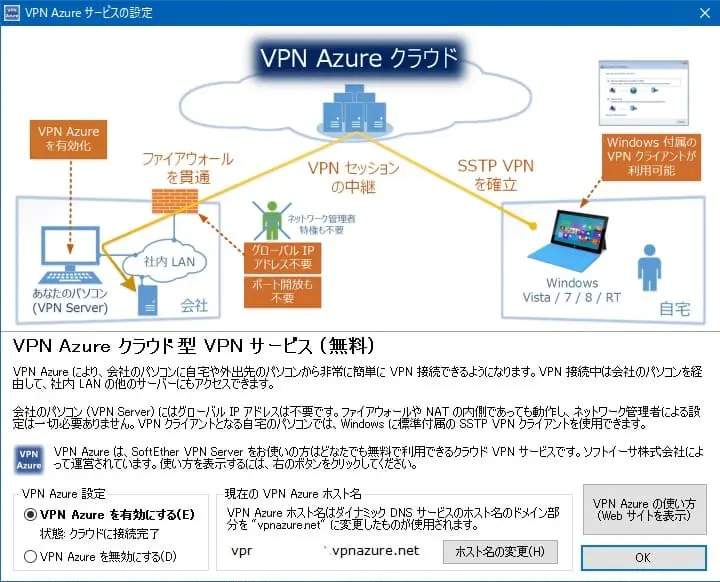 VPN Azure サービスの設定
VPN Azure クラウド
VPN Azure
を有効化
ファイアウォール
を貫通
VPN セッション
の中継
SSTP VPN
を確立
Windows 付属の
VPN クライアントが
利用可能
ネットワーク管理者
特権も不要
グローバル IP
アドレス不要
ポート開放も
不要
社内 LAN
あなたのパソコン
(VPN Server)
会社
Windows
Vista / 7 / 8 / RT
自宅
VPN Azure クラウド型 VPN サービス (無料)
VPN Azure により、会社のパソコンに自宅や外出先のパソコンから非常に簡単に VPN 接続できるようになります。VPN 接続中は会社のパソコンを経
由して、社内 LAN の他のサーバーにもアクセスできます。
会社のパソコン (VPN Server) にはグローバル IP アドレスは不要です。ファイアウォールや NAT の内側であっても動作し、ネットワーク管理者による設
定は一切必要ありません。VPN クライアントとなる自宅のパソコンでは、Windows に標準付属の SSTP VPN クライアントを使用できます。
VPN
Azure
VPN Azure は、SoftEther VPN Server をお使いの方はどなたでも無料で利用できるクラウド VPN サービスです。ソフトイーサ株式会社によ
って運営されています。使い方を表示するには、右のボタンをクリックしてください。
VPN Azure 設定
VPN Azure を有効にする(E)
状態: クラウドに接続完了
VPN Azure を無効にする(D)
現在の VPN Azure ホスト名
VPN Azure ホスト名はダイナミック DNS サービスのホスト名のドメイン部
分を "vpnazure.net" に変更したものが使用されます。
vpr .vpnazure.net
ホスト名の変更(H)
VPN Azure の使い方
(Web サイトを表示)
OK